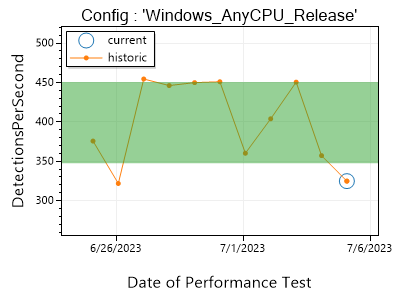 Config : 'Windows_AnyCPU_Release'
current
historic
DetectionsPerSecond
500
450
400
350
300
6/26/2023
7/1/2023
7/6/2023
Date of Performance Test